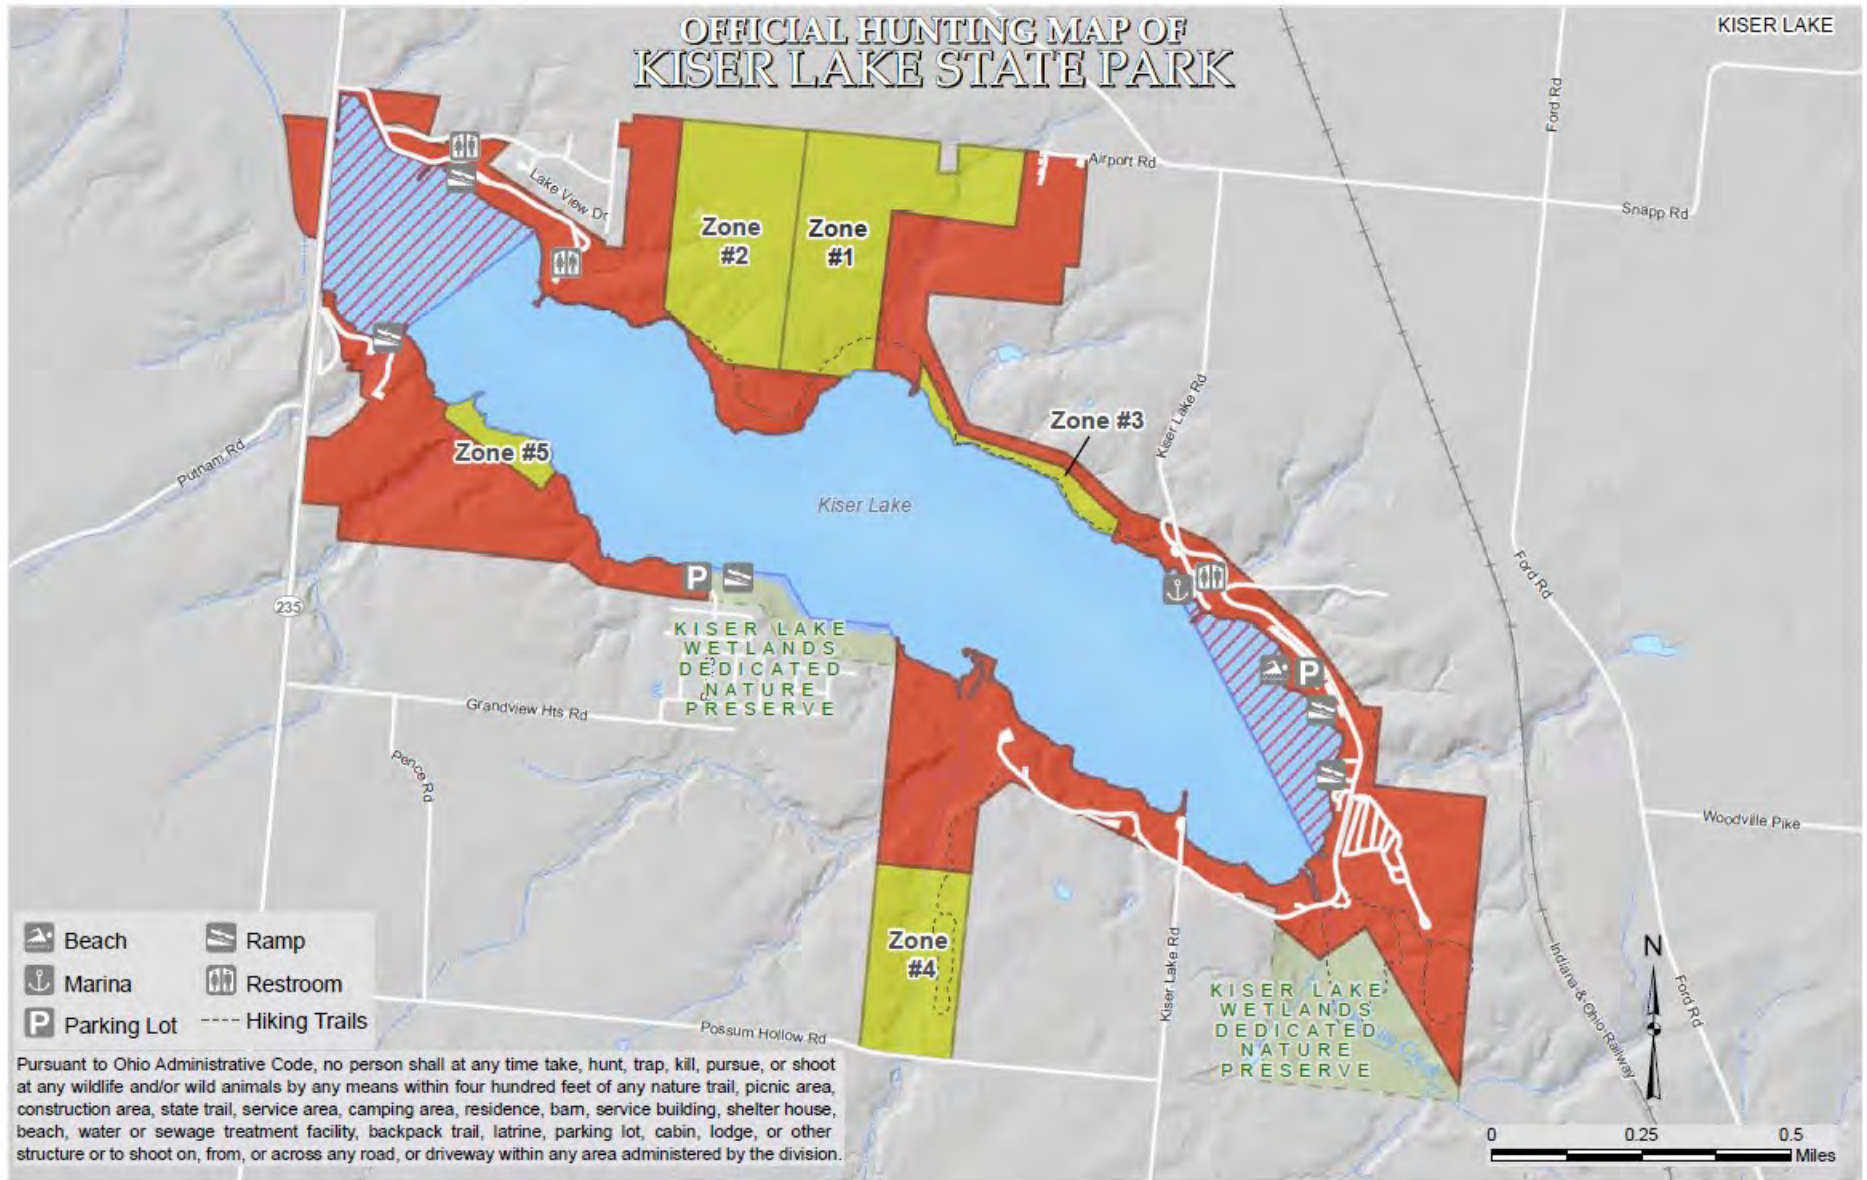 OFFICIAL HUNTING MAP OF
KISER LAKE STATE PARK
KISER LAKE
Ford Rd
Airport Rd
Snapp Rd
Lake View Dr
Zone
#2
Zone
#1
Zone #3
Kiser Lake Rd
Zone #5
Putnam Rd
Kiser Lake
Ford Rd
P
235
KISER LAKE
WETLANDS
DEDICATED
NATURE
PRESERVE
P
Grandview Hts Rd
Pence Rd
Woodville Pike
Zone
#4
Kiser Lake Rd
Indiana & Ohio Railway
N
Ford Rd
KISER LAKE
WETLANDS
DEDICATED
NATURE
PRESERVE
Possum Hollow Rd
Beach
Ramp
Marina
Restroom
P Parking Lot
Hiking Trails
Pursuant to Ohio Administrative Code, no person shall at any time take, hunt, trap, kill, pursue, or shoot
at any wildlife and/or wild animals by any means within four hundred feet of any nature trail, picnic area,
construction area, state trail, service area, camping area, residence, barn, service building, shelter house,
beach, water or sewage treatment facility, backpack trail, latrine, parking lot, cabin, lodge, or other
structure or to shoot on, from, or across any road, or driveway within any area administered by the division.
0 0.25 0.5
Miles